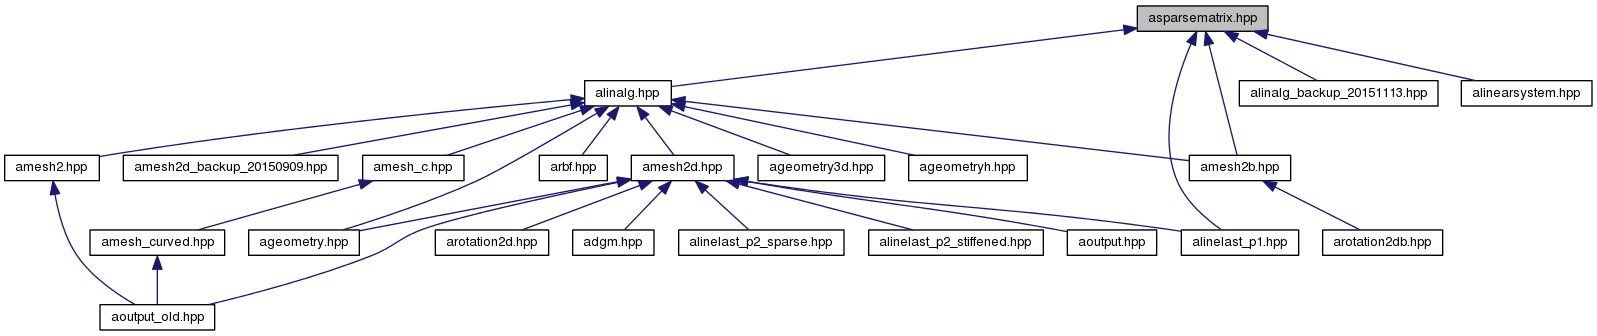 asparsematrix.hpp
alinalg.hpp
alinalg_backup_20151113.hpp
alinearsystem.hpp
amesh2.hpp
amesh2d_backup_20150909.hpp
amesh_c.hpp
arbf.hpp
amesh2d.hpp
ageometry3d.hpp
ageometryh.hpp
amesh2b.hpp
amesh_curved.hpp
ageometry.hpp
arotation2d.hpp
adgm.hpp
alinelast_p2_sparse.hpp
alinelast_p2_stiffened.hpp
aoutput.hpp
alinelast_p1.hpp
arotation2db.hpp
aoutput_old.hpp